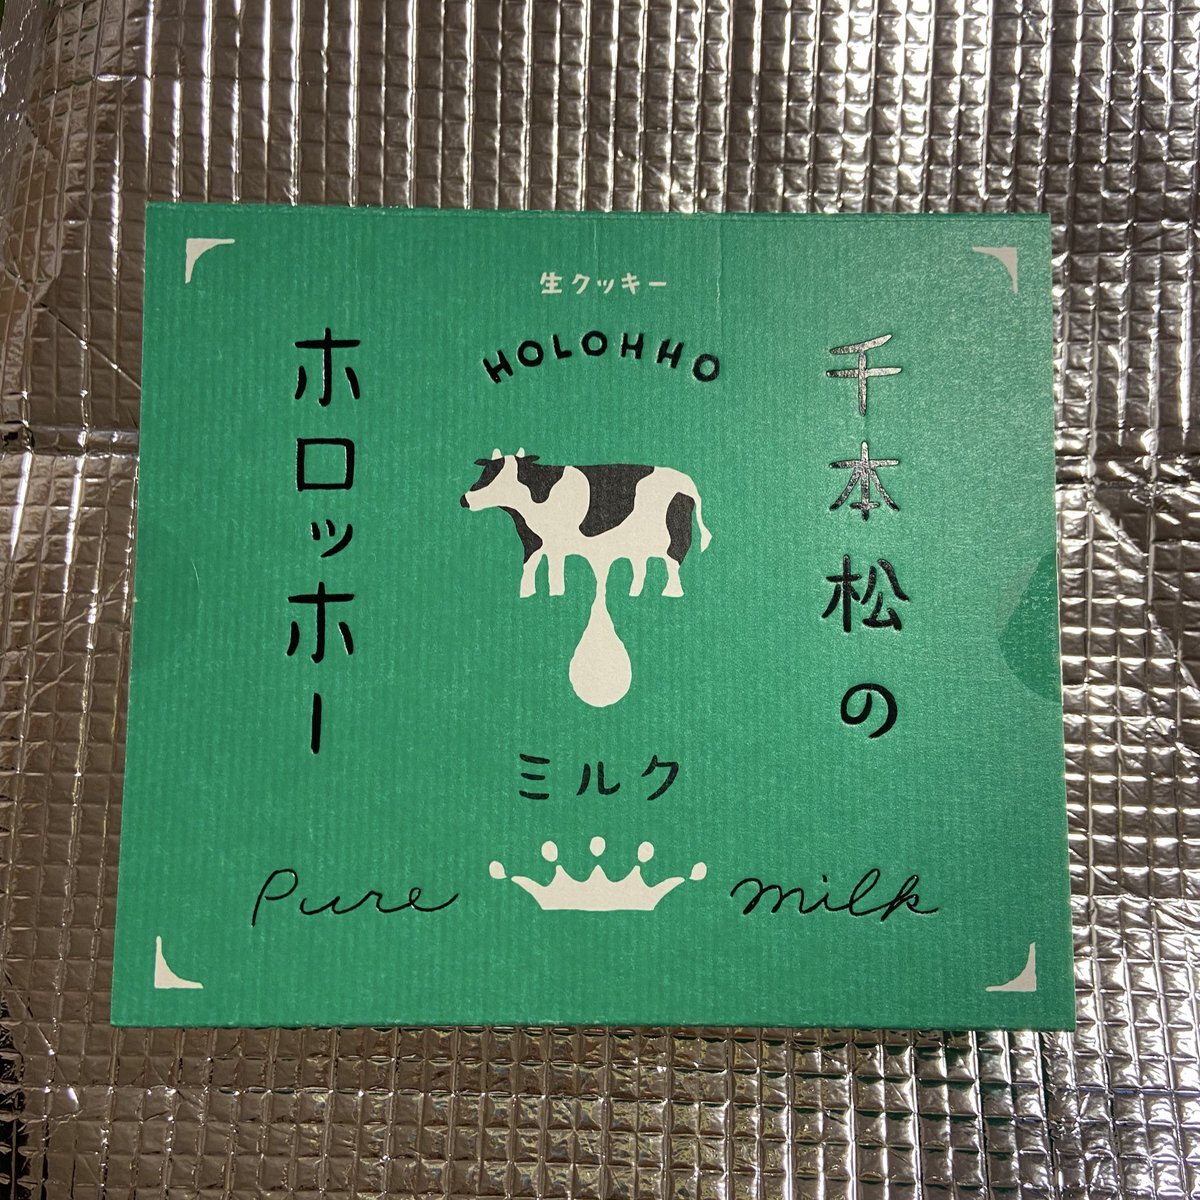 生クッキー
HOLOHHO
千本松の
ホロッホー
ミルク
Pure milk